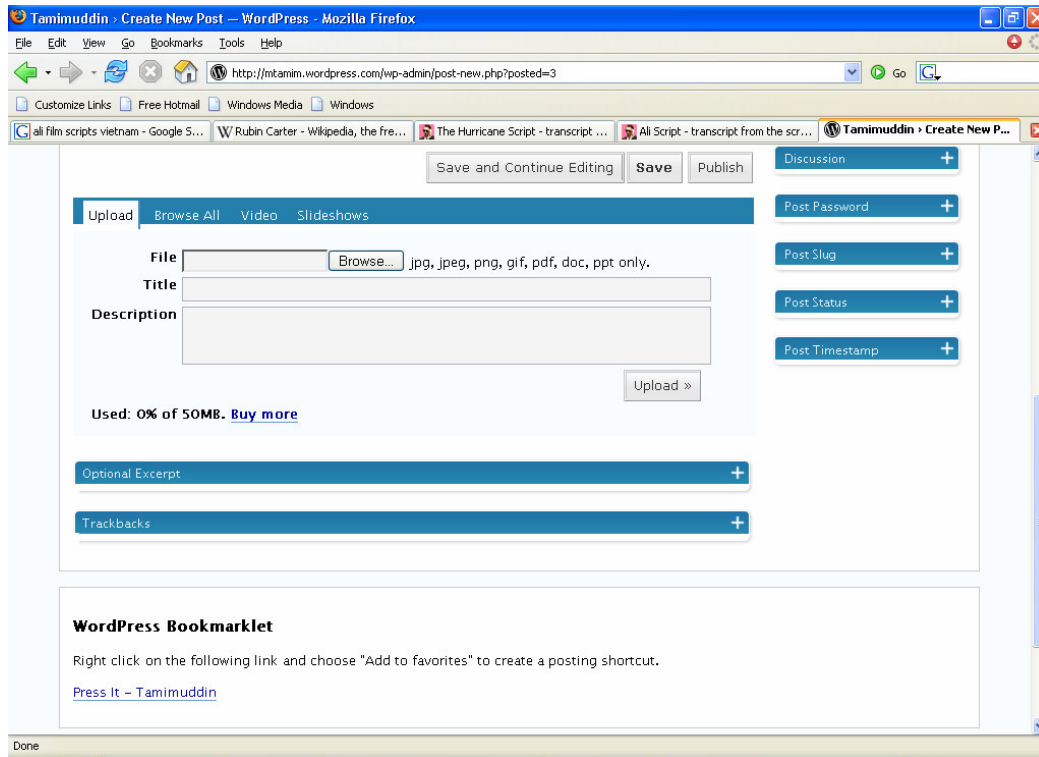 Tamimuddin › Create New Post — WordPress - Mozilla Firefox
File Edit View Go Bookmarks Tools Help
http://mtamim.wordpress.com/wp-admin/post-new.php?posted=3 Go
Customize Links Free Hotmail Windows Media Windows
ali film scripts vietnam - Google S... Rubin Carter - Wikipedia, the fre... The Hurricane Script - transcript ... Ali Script - transcript from the scr... Tamimuddin › Create New P...
Save and Continue Editing Save Publish
Discussion
Post Password
Upload Browse All Video Slideshows
File Browse... jpg, jpeg, png, gif, pdf, doc, ppt only.
Post Slug
Title
Post Status
Description
Post Timestamp
Upload »
Used: 0% of 50MB. Buy more
Optional Excerpt
Trackbacks
WordPress Bookmarklet
Right click on the following link and choose "Add to favorites" to create a posting shortcut.
Press It – Tamimuddin
Done